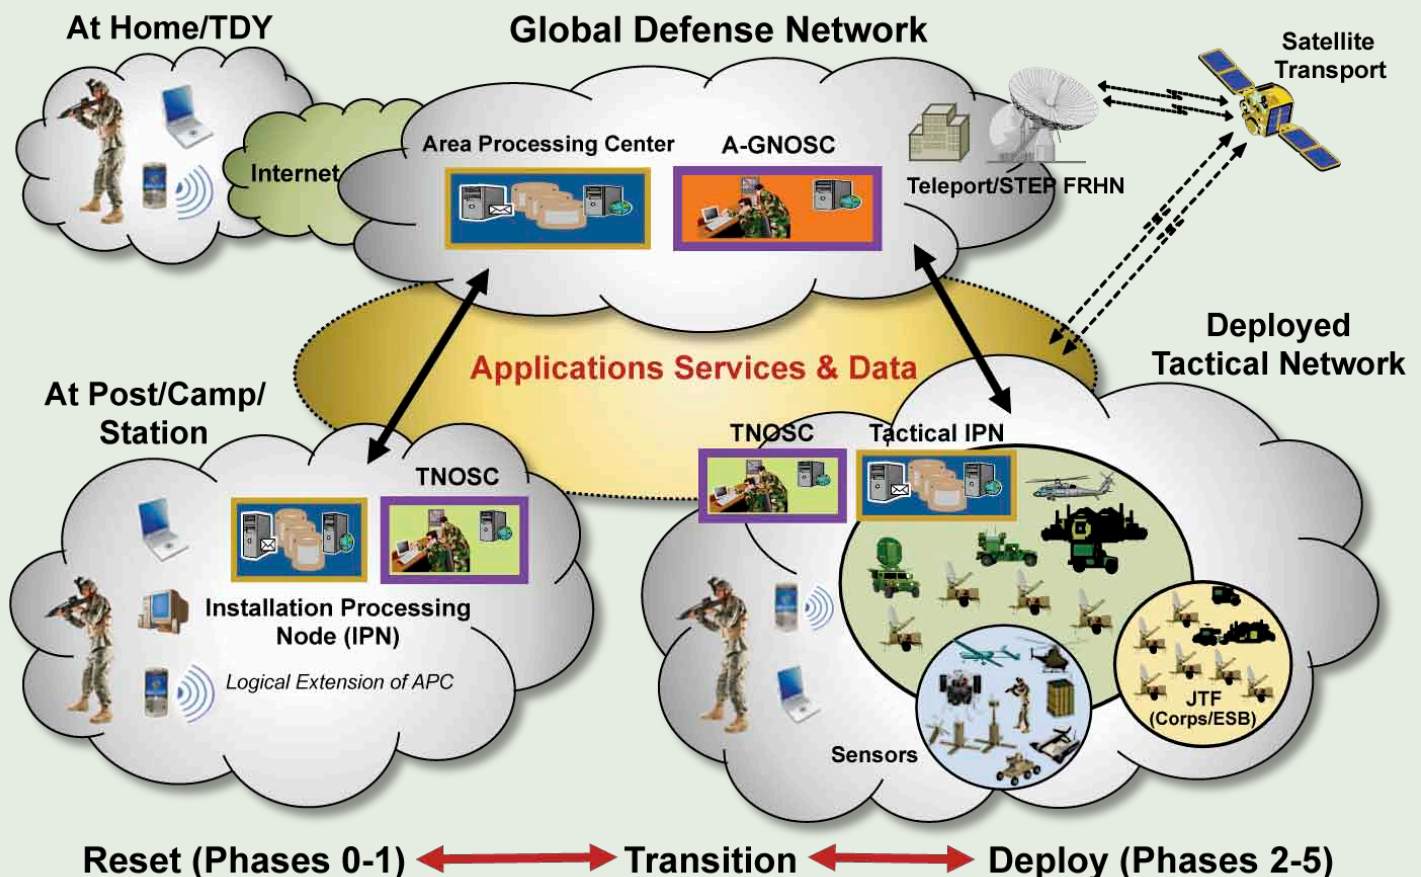 At Home/TDY
Global Defense Network
Satellite
Transport
Internet
Area Processing Center
A-GNOSC
Teleport/STEP FRHN
Applications Services & Data
Deployed
Tactical Network
At Post/Camp/
Station
TNOSC
Installation Processing
Node (IPN)
Logical Extension of APC
TNOSC
Tactical IPN
Sensors
JTF
(Corps/ESB)
Reset (Phases 0-1)
Transition
Deploy (Phases 2-5)